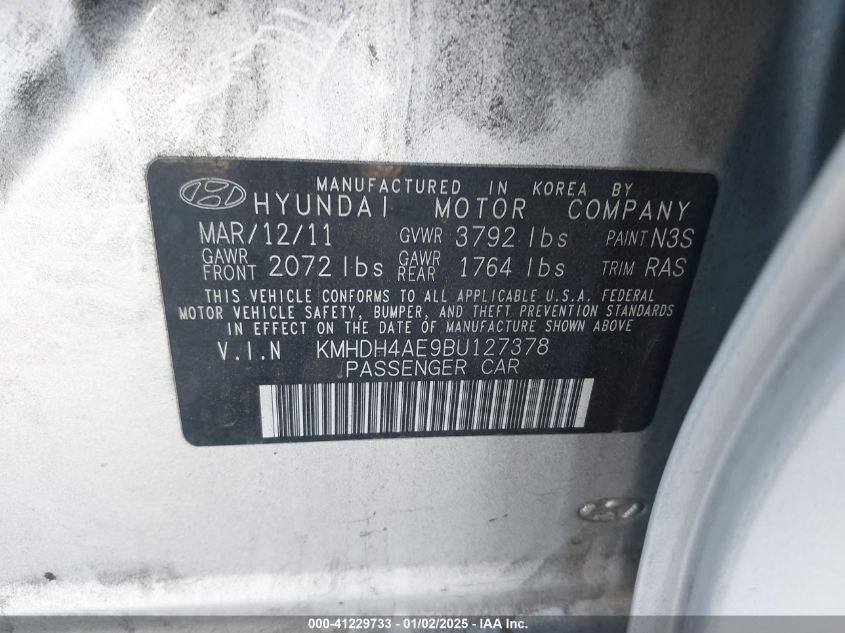 MANUFACTURED IN KOREA BY
HYUNDAI MOTOR COMPANY
MAR/12/11 GVWR 3792 lbs PAINT N3S
GAWR FRONT 2072 lbs GAWR REAR 1764 lbs TRIM RAS
THIS VEHICLE CONFORMS TO ALL APPLICABLE U.S.A. FEDERAL
MOTOR VEHICLE SAFETY, BUMPER, AND THEFT PREVENTION STANDARDS
IN EFFECT ON THE DATE OF MANUFACTURE SHOWN ABOVE
V.I.N KMHDH4AE9BU127378
PASSENGER CAR
000-41229733 - 01/02/2025 - IAAI.com